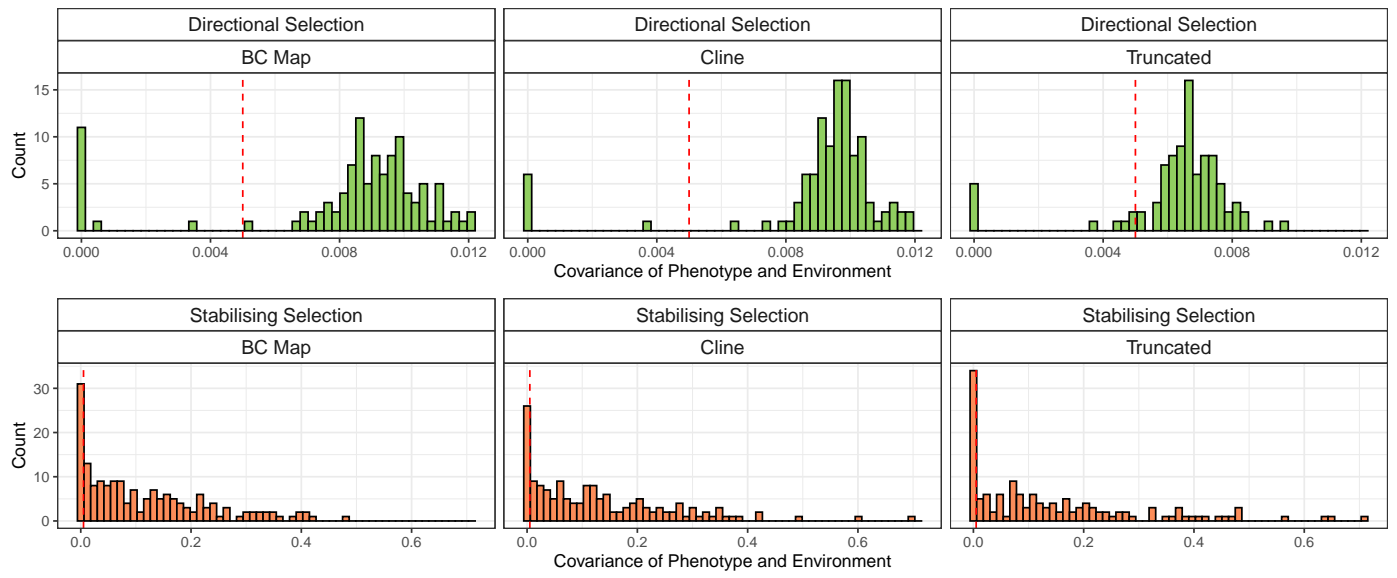 Directional Selection Directional Selection Directional Selection
BC Map Cline Truncated
15
10
5
0
Count
0.000 0.004 0.008 0.012 0.000 0.004 0.008 0.012 0.000 0.004 0.008 0.012
Covariance of Phenotype and Environment
Stabilising Selection Stabilising Selection Stabilising Selection
BC Map Cline Truncated
30
20
10
0
Count
0.0 0.2 0.4 0.6 0.0 0.2 0.4 0.6 0.0 0.2 0.4 0.6
Covariance of Phenotype and Environment